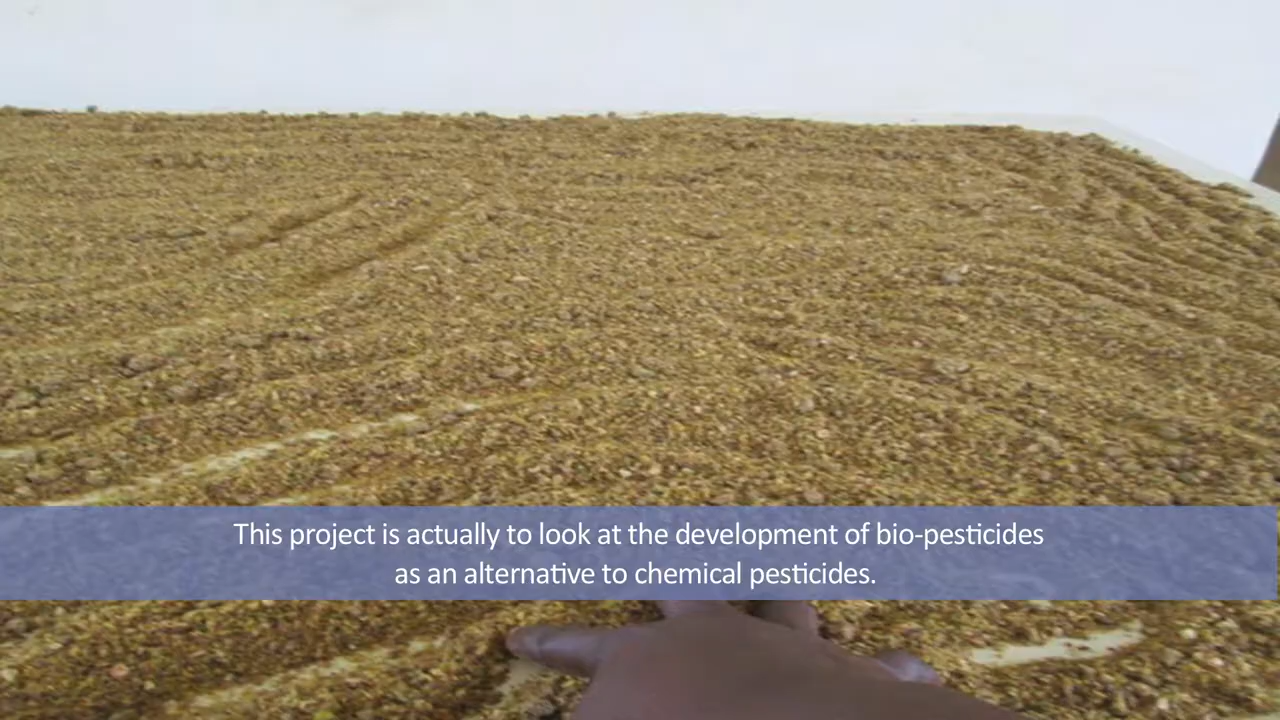 This project is actually to look at the development of bio-pesticides
as an alternative to chemical pesticides.